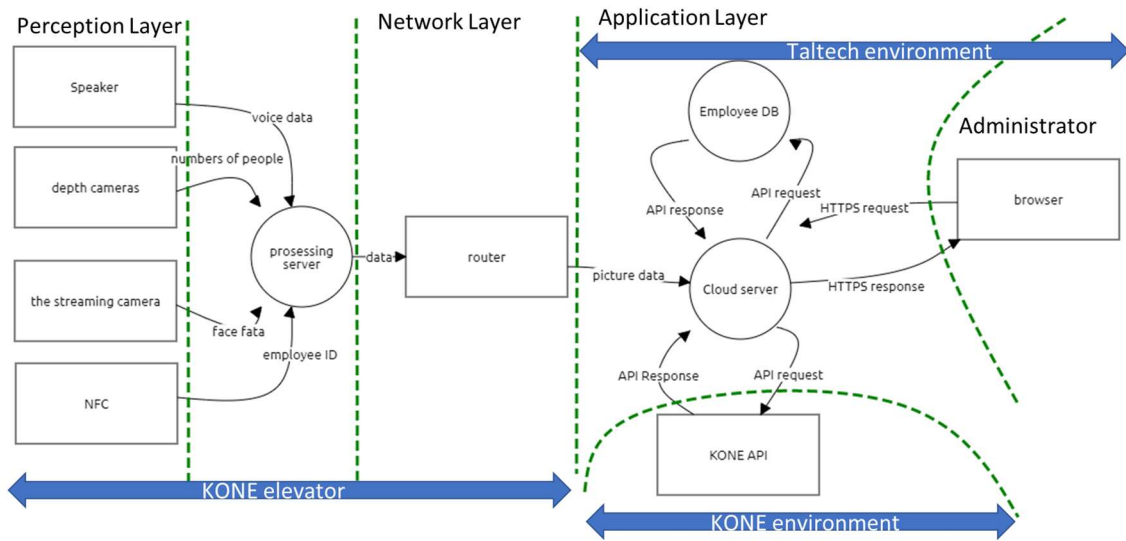 Perception Layer
Network Layer
Application Layer
Taltech environment
Speaker
voice data
numbers of people
depth cameras
prosessing
server
data
router
the streaming camera
face fata
employee ID
NFC
KONE elevator
Employee DB
API response
API request
Administrator
browser
HTTPS request
picture data
Cloud server
HTTPS response
API Response
API request
KONE API
KONE environment